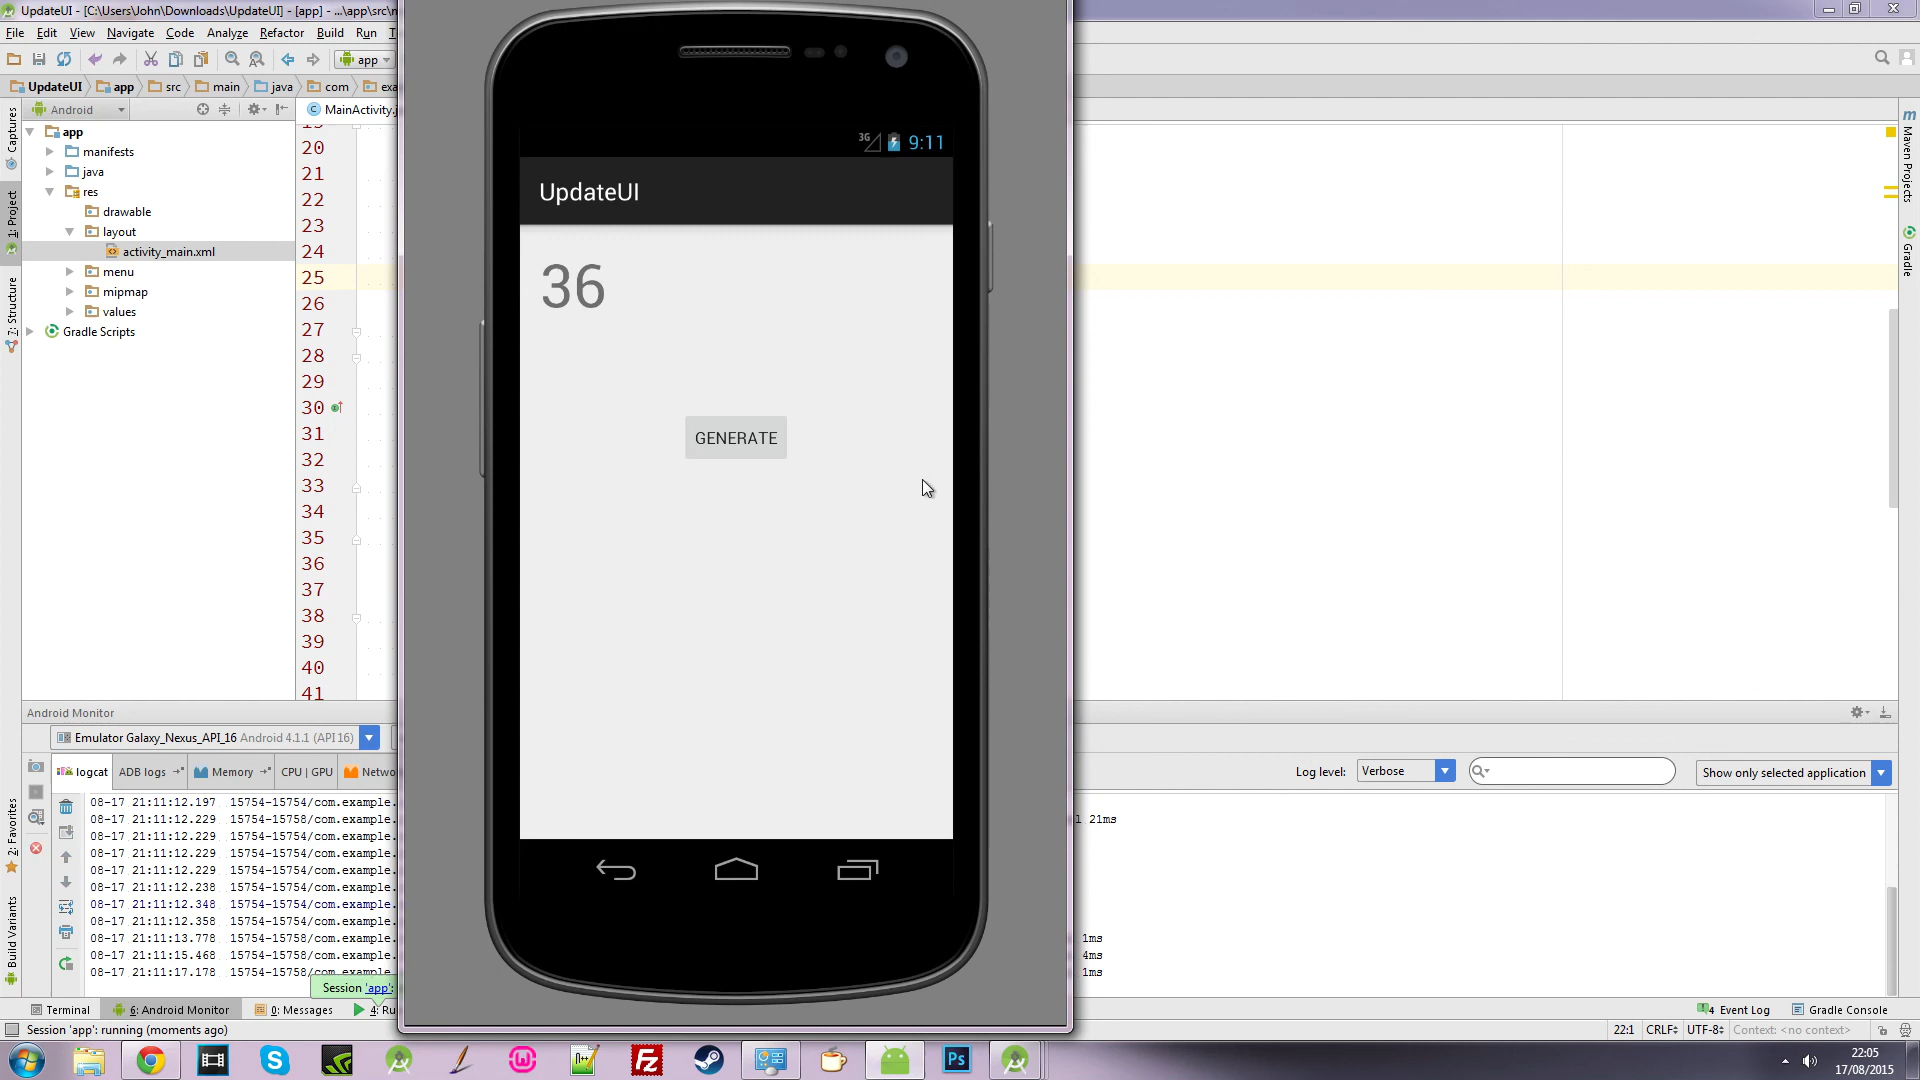 UpdateUI - [C:\Users\John\Downloads\UpdateUI] - [app] - ...\app\src\m
File Edit View Navigate Code Analyze Refactor Build Run
app
UpdateUI app src main java com
Android
MainActivity.j
app
manifests
java
res
drawable
layout
activity_main.xml
menu
mipmap
values
Gradle Scripts
Captures
1: Project
7: Structure
2: Favorites
Build Variants
Maven Projects
Gradle
20
21
22
23
24
25
26
27
28
29
30
31
32
33
34
35
36
37
38
39
40
41
3G 9:11
UpdateUI
36
GENERATE
Android Monitor
Emulator Galaxy_Nexus_API_16 Android 4.1.1 (API 16)
logcat ADB logs Memory CPU | GPU Netwo
Log level: Verbose Show only selected application
08-17 21:11:12.197 15754-15754/com.example.
08-17 21:11:12.229 15754-15758/com.example. l 21ms
08-17 21:11:12.229 15754-15754/com.example.
08-17 21:11:12.229 15754-15754/com.example.
08-17 21:11:12.229 15754-15754/com.example.
08-17 21:11:12.238 15754-15754/com.example.
08-17 21:11:12.348 15754-15754/com.example.
08-17 21:11:12.358 15754-15754/com.example.
08-17 21:11:13.778 15754-15758/com.example. 1ms
08-17 21:11:15.468 15754-15758/com.example. 4ms
08-17 21:11:17.178 15754-15758/com.example. 1ms
Session 'app':
Terminal 6: Android Monitor 0: Messages 4: Ru
4 Event Log Gradle Console
Session 'app': running (moments ago)
22:1 CRLF UTF-8 Context: <no context>
Fz
Ps
22:05
17/08/2015